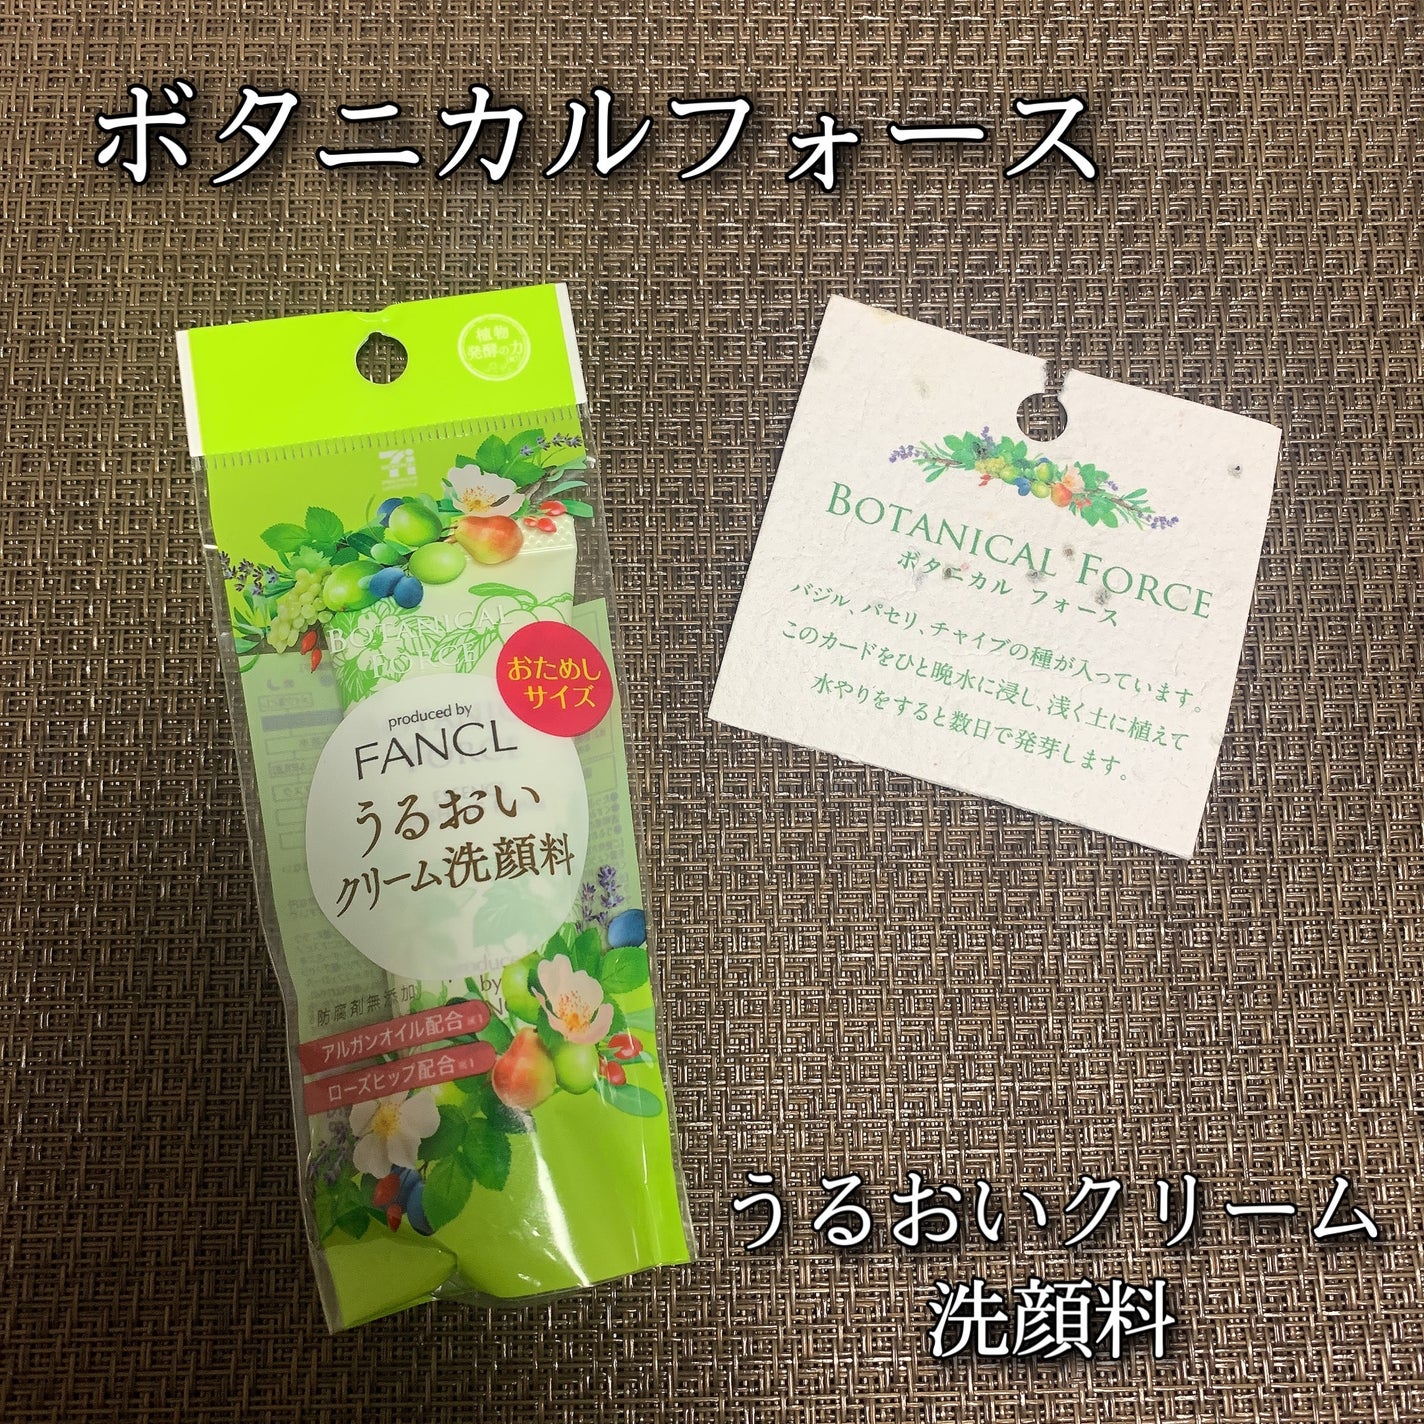 ボタニカルフォース
植物
発酵の力
BOTANICAL
FORCE
おためし
サイズ
produced by
FANCL
うるおい
クリーム洗顔料
防腐剤無添加
アルガンオイル配合
ローズヒップ配合
BOTANICAL FORCE
ボタニカル フォース
バジル、パセリ、チャイブの種が入っています。
このカードをひと晩水に浸し、浅く土に植えて
水やりをすると数日で発芽します。
うるおいクリーム
洗顔料